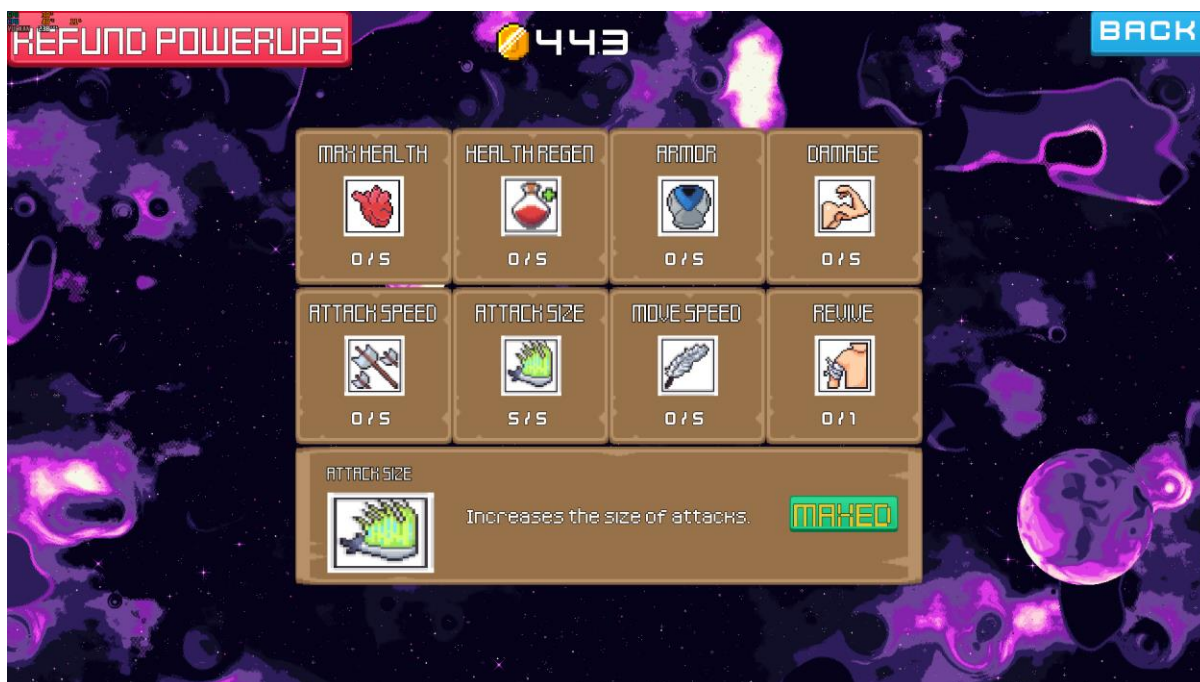 REFUND POWERUPS
443
BACK
MAX HEALTH
HEALTH REGEN
ARMOR
DAMAGE
0/5
0/5
0/5
0/5
ATTACK SPEED
ATTACK SIZE
MOVE SPEED
REVIVE
0/5
5/5
0/5
0/1
ATTACK SIZE
Increases the size of attacks.
MAXED